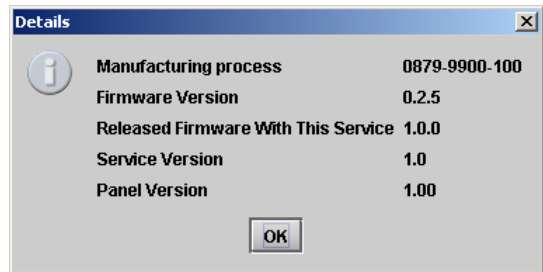 Details
Manufacturing process 0879-9900-100
Firmware Version 0.2.5
Released Firmware With This Service 1.0.0
Service Version 1.0
Panel Version 1.00
OK